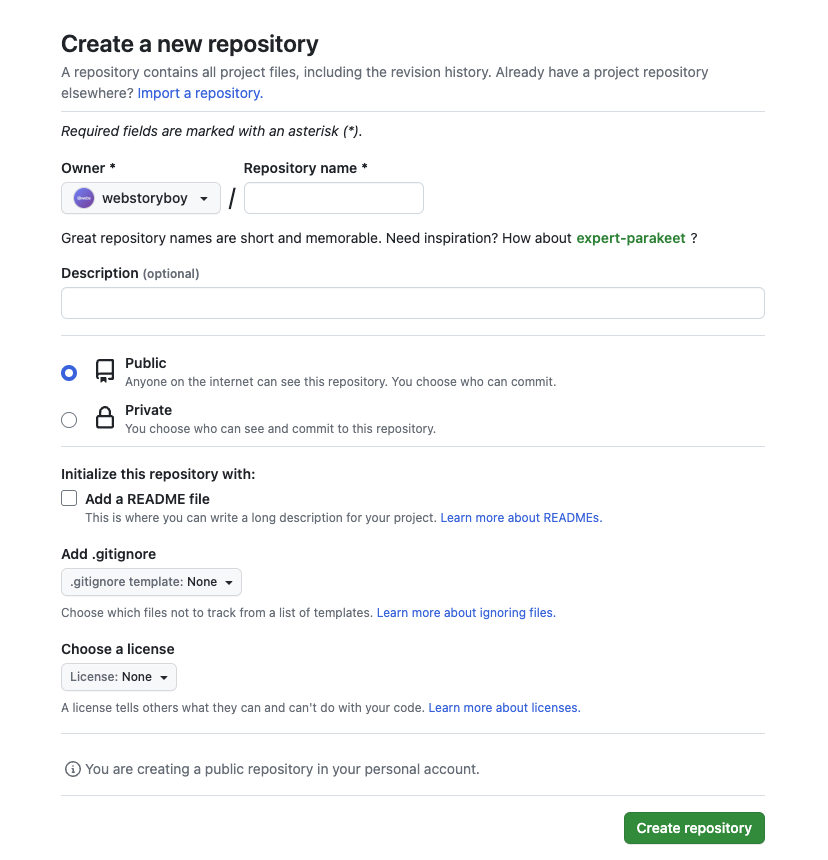 Create a new repository
A repository contains all project files, including the revision history. Already have a project repository
elsewhere? Import a repository.
Required fields are marked with an asterisk (*).
Owner * Repository name *
webstoryboy /
Great repository names are short and memorable. Need inspiration? How about expert-parakeet ?
Description (optional)
Public
Anyone on the internet can see this repository. You choose who can commit.
Private
You choose who can see and commit to this repository.
Initialize this repository with:
Add a README file
This is where you can write a long description for your project. Learn more about READMEs.
Add .gitignore
.gitignore template: None
Choose which files not to track from a list of templates. Learn more about ignoring files.
Choose a license
License: None
A license tells others what they can and can't do with your code. Learn more about licenses.
You are creating a public repository in your personal account.
Create repository